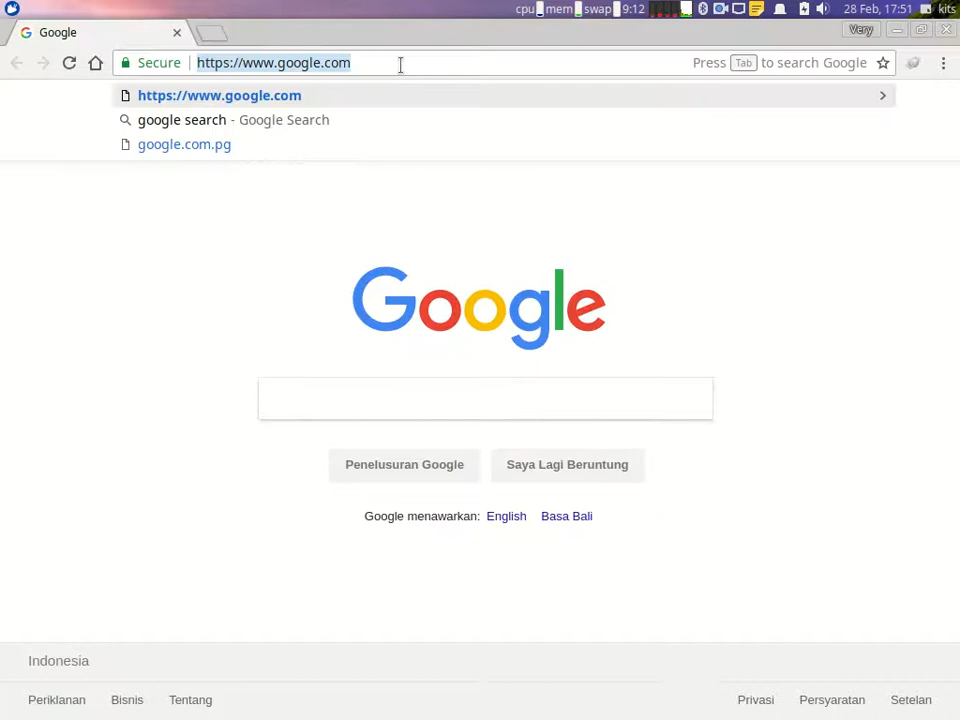 cpu mem swap 9:12 28 Feb, 17:51 kits
Google Very
Secure https://www.google.com Press Tab to search Google
https://www.google.com
google search - Google Search
google.com.pg
Google
Penelusuran Google Saya Lagi Beruntung
Google menawarkan: English Basa Bali
Indonesia
Periklanan Bisnis Tentang Privasi Persyaratan Setelan